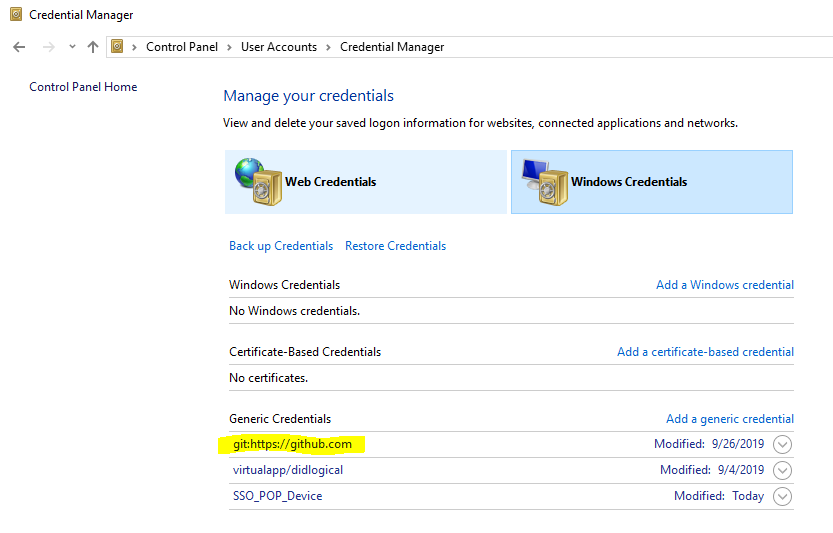 Credential Manager
Control Panel > User Accounts > Credential Manager
Control Panel Home
Manage your credentials
View and delete your saved logon information for websites, connected applications and networks.
Web Credentials
Windows Credentials
Back up Credentials Restore Credentials
Windows Credentials Add a Windows credential
No Windows credentials.
Certificate-Based Credentials Add a certificate-based credential
No certificates.
Generic Credentials Add a generic credential
git:https://github.com Modified: 9/26/2019
virtualapp/didlogical Modified: 9/4/2019
SSO_POP_Device Modified: Today